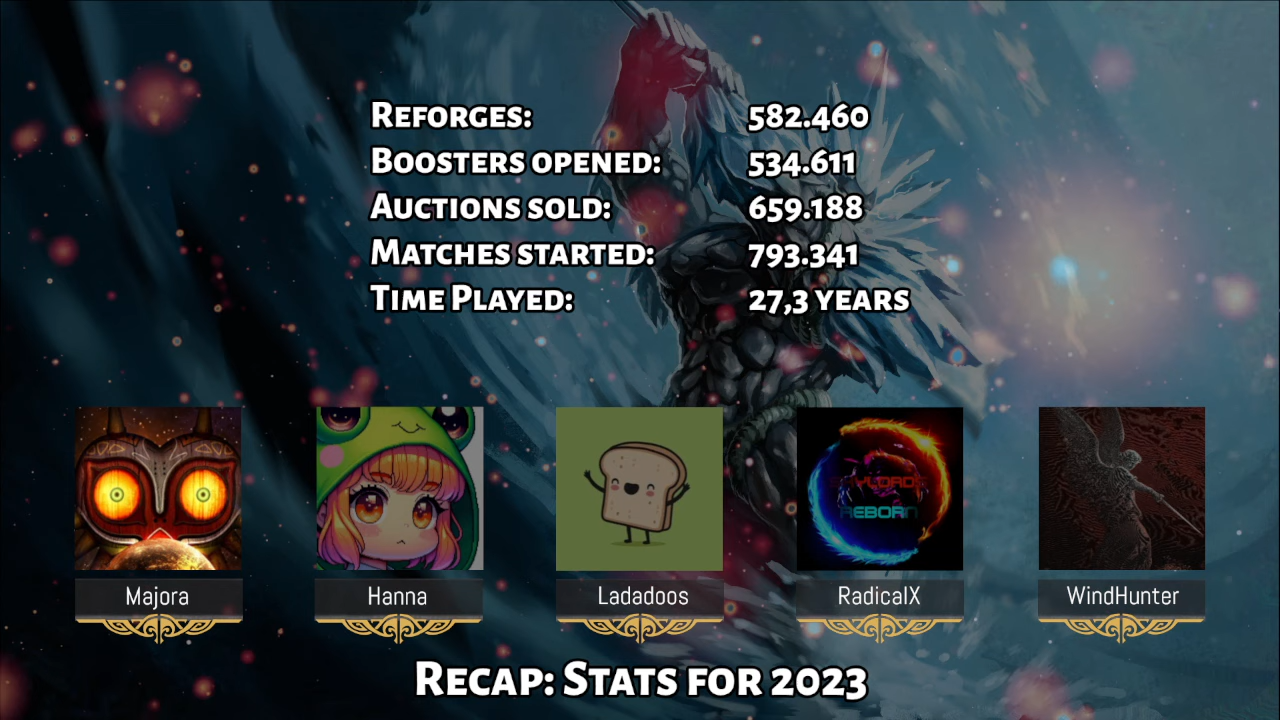 Reforges: 582.460
Boosters opened: 534.611
Auctions sold: 659.188
Matches started: 793.341
Time Played: 27,3 years
REBORN
Majora
Hanna
Ladadoos
RadicalX
WindHunter
Recap: Stats for 2023